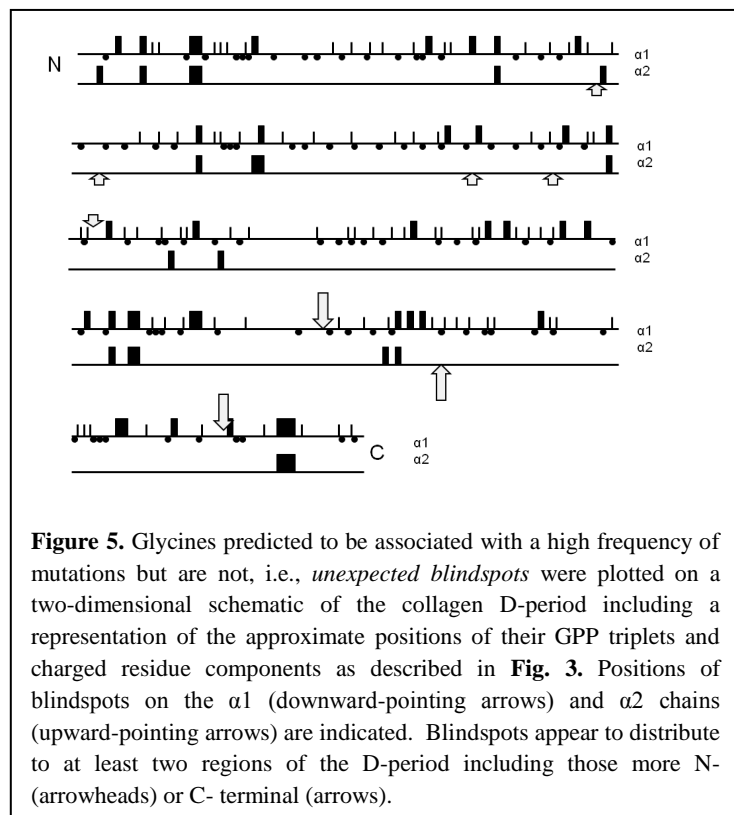 α1
N
α2
α1
α2
α1
α2
α1
α2
C
α1
α2
Figure 5. Glycines predicted to be associated with a high frequency of
mutations but are not, i.e., unexpected blindspots were plotted on a
two-dimensional schematic of the collagen D-period including a
representation of the approximate positions of their GPP triplets and
charged residue components as described in Fig. 3. Positions of
blindspots on the α1 (downward-pointing arrows) and α2 chains
(upward-pointing arrows) are indicated. Blindspots appear to distribute
to at least two regions of the D-period including those more N-
(arrowheads) or C- terminal (arrows).